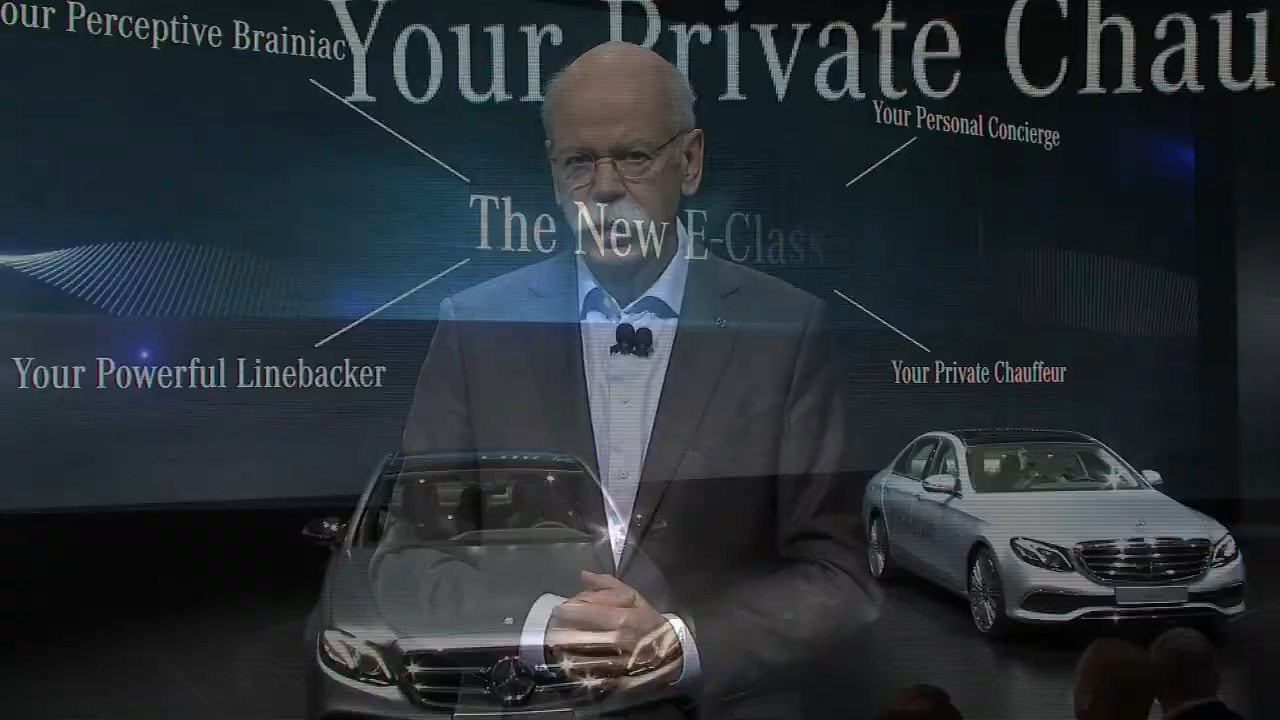 our Perceptive Brainiac
Your Private Chau
Your Personal Concierge
The New E-Class
Your Powerful Linebacker
Your Private Chauffeur